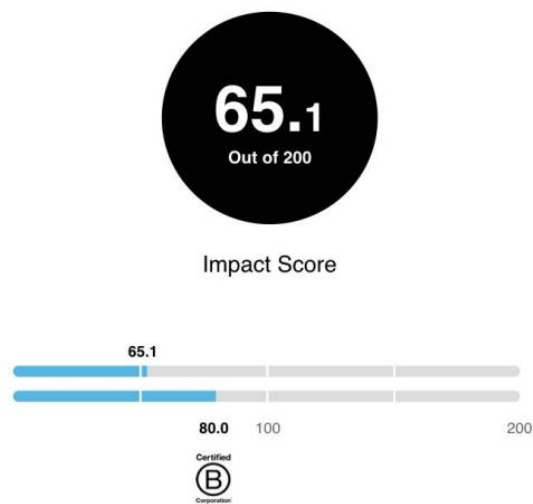 65.1
Out of 200
Impact Score
65.1
80.0 100 200
Certified
B
Corporation